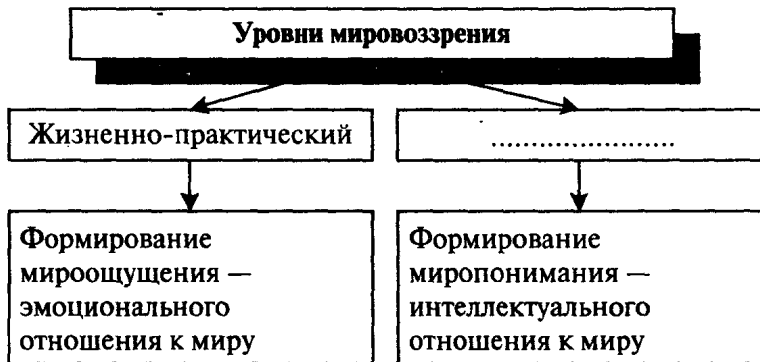 Уровни мировоззрения
Жизненно-практический
........................
Формирование
мироощущения —
эмоционального
отношения к миру
Формирование
миропонимания —
интеллектуального
отношения к миру